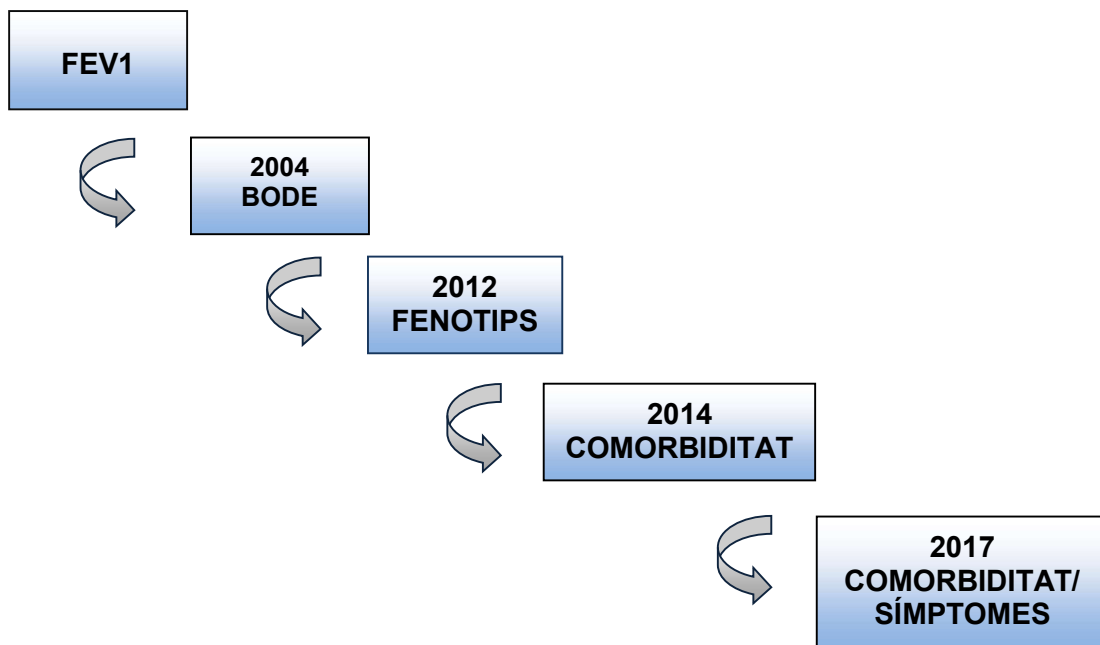 FEV1
2004
BODE
2012
FENOTIPS
2014
COMORBIDITAT
2017
COMORBIDITAT/
SÍMPTOMES